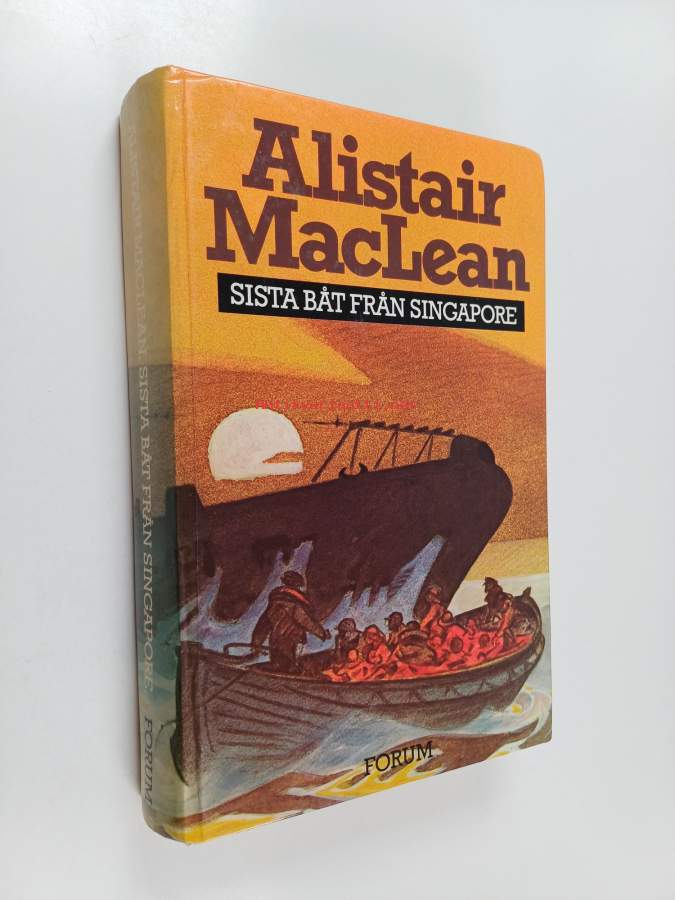 Alistair
MacLean
SISTA BÅT FRÅN SINGAPORE
FORUM
ALISTAIR MACLEAN SISTA BÅT FRÅN SINGAPORE FORUM